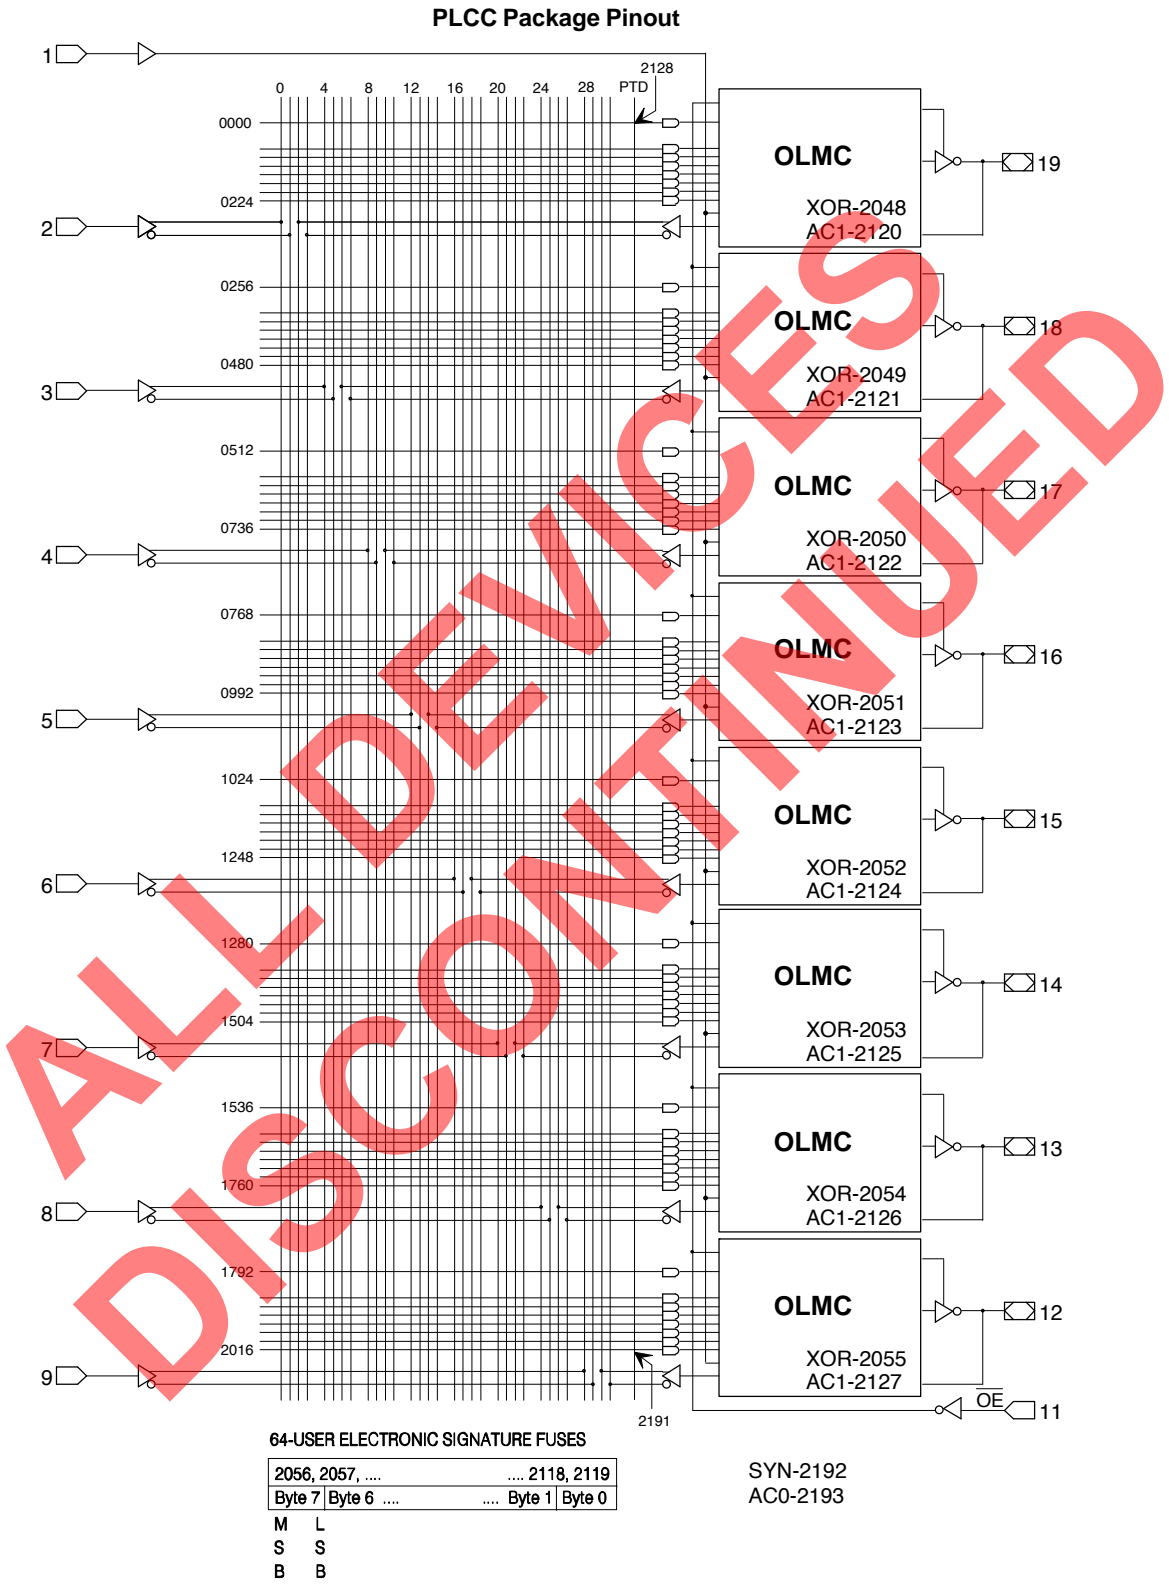 PLCC Package Pinout
1
2128
0 4 8 12 16 20 24 28 PTD
0000
OLMC
19
0224
XOR-2048
AC1-2120
2
0256
OLMC
18
0480
XOR-2049
AC1-2121
3
0512
OLMC
17
0736
XOR-2050
AC1-2122
4
0768
OLMC
16
0992
XOR-2051
AC1-2123
5
1024
OLMC
15
1248
XOR-2052
AC1-2124
6
1280
OLMC
14
1504
XOR-2053
AC1-2125
7
1536
OLMC
13
1760
XOR-2054
AC1-2126
8
1792
OLMC
12
2016
XOR-2055
AC1-2127
9
OE
11
2191
64-USER ELECTRONIC SIGNATURE FUSES
2056, 2057, .... .... 2118, 2119
Byte 7 Byte 6 .... .... Byte 1 Byte 0
M L
S S
B B
SYN-2192
AC0-2193
ALL DEVICES
DISCONTINUED